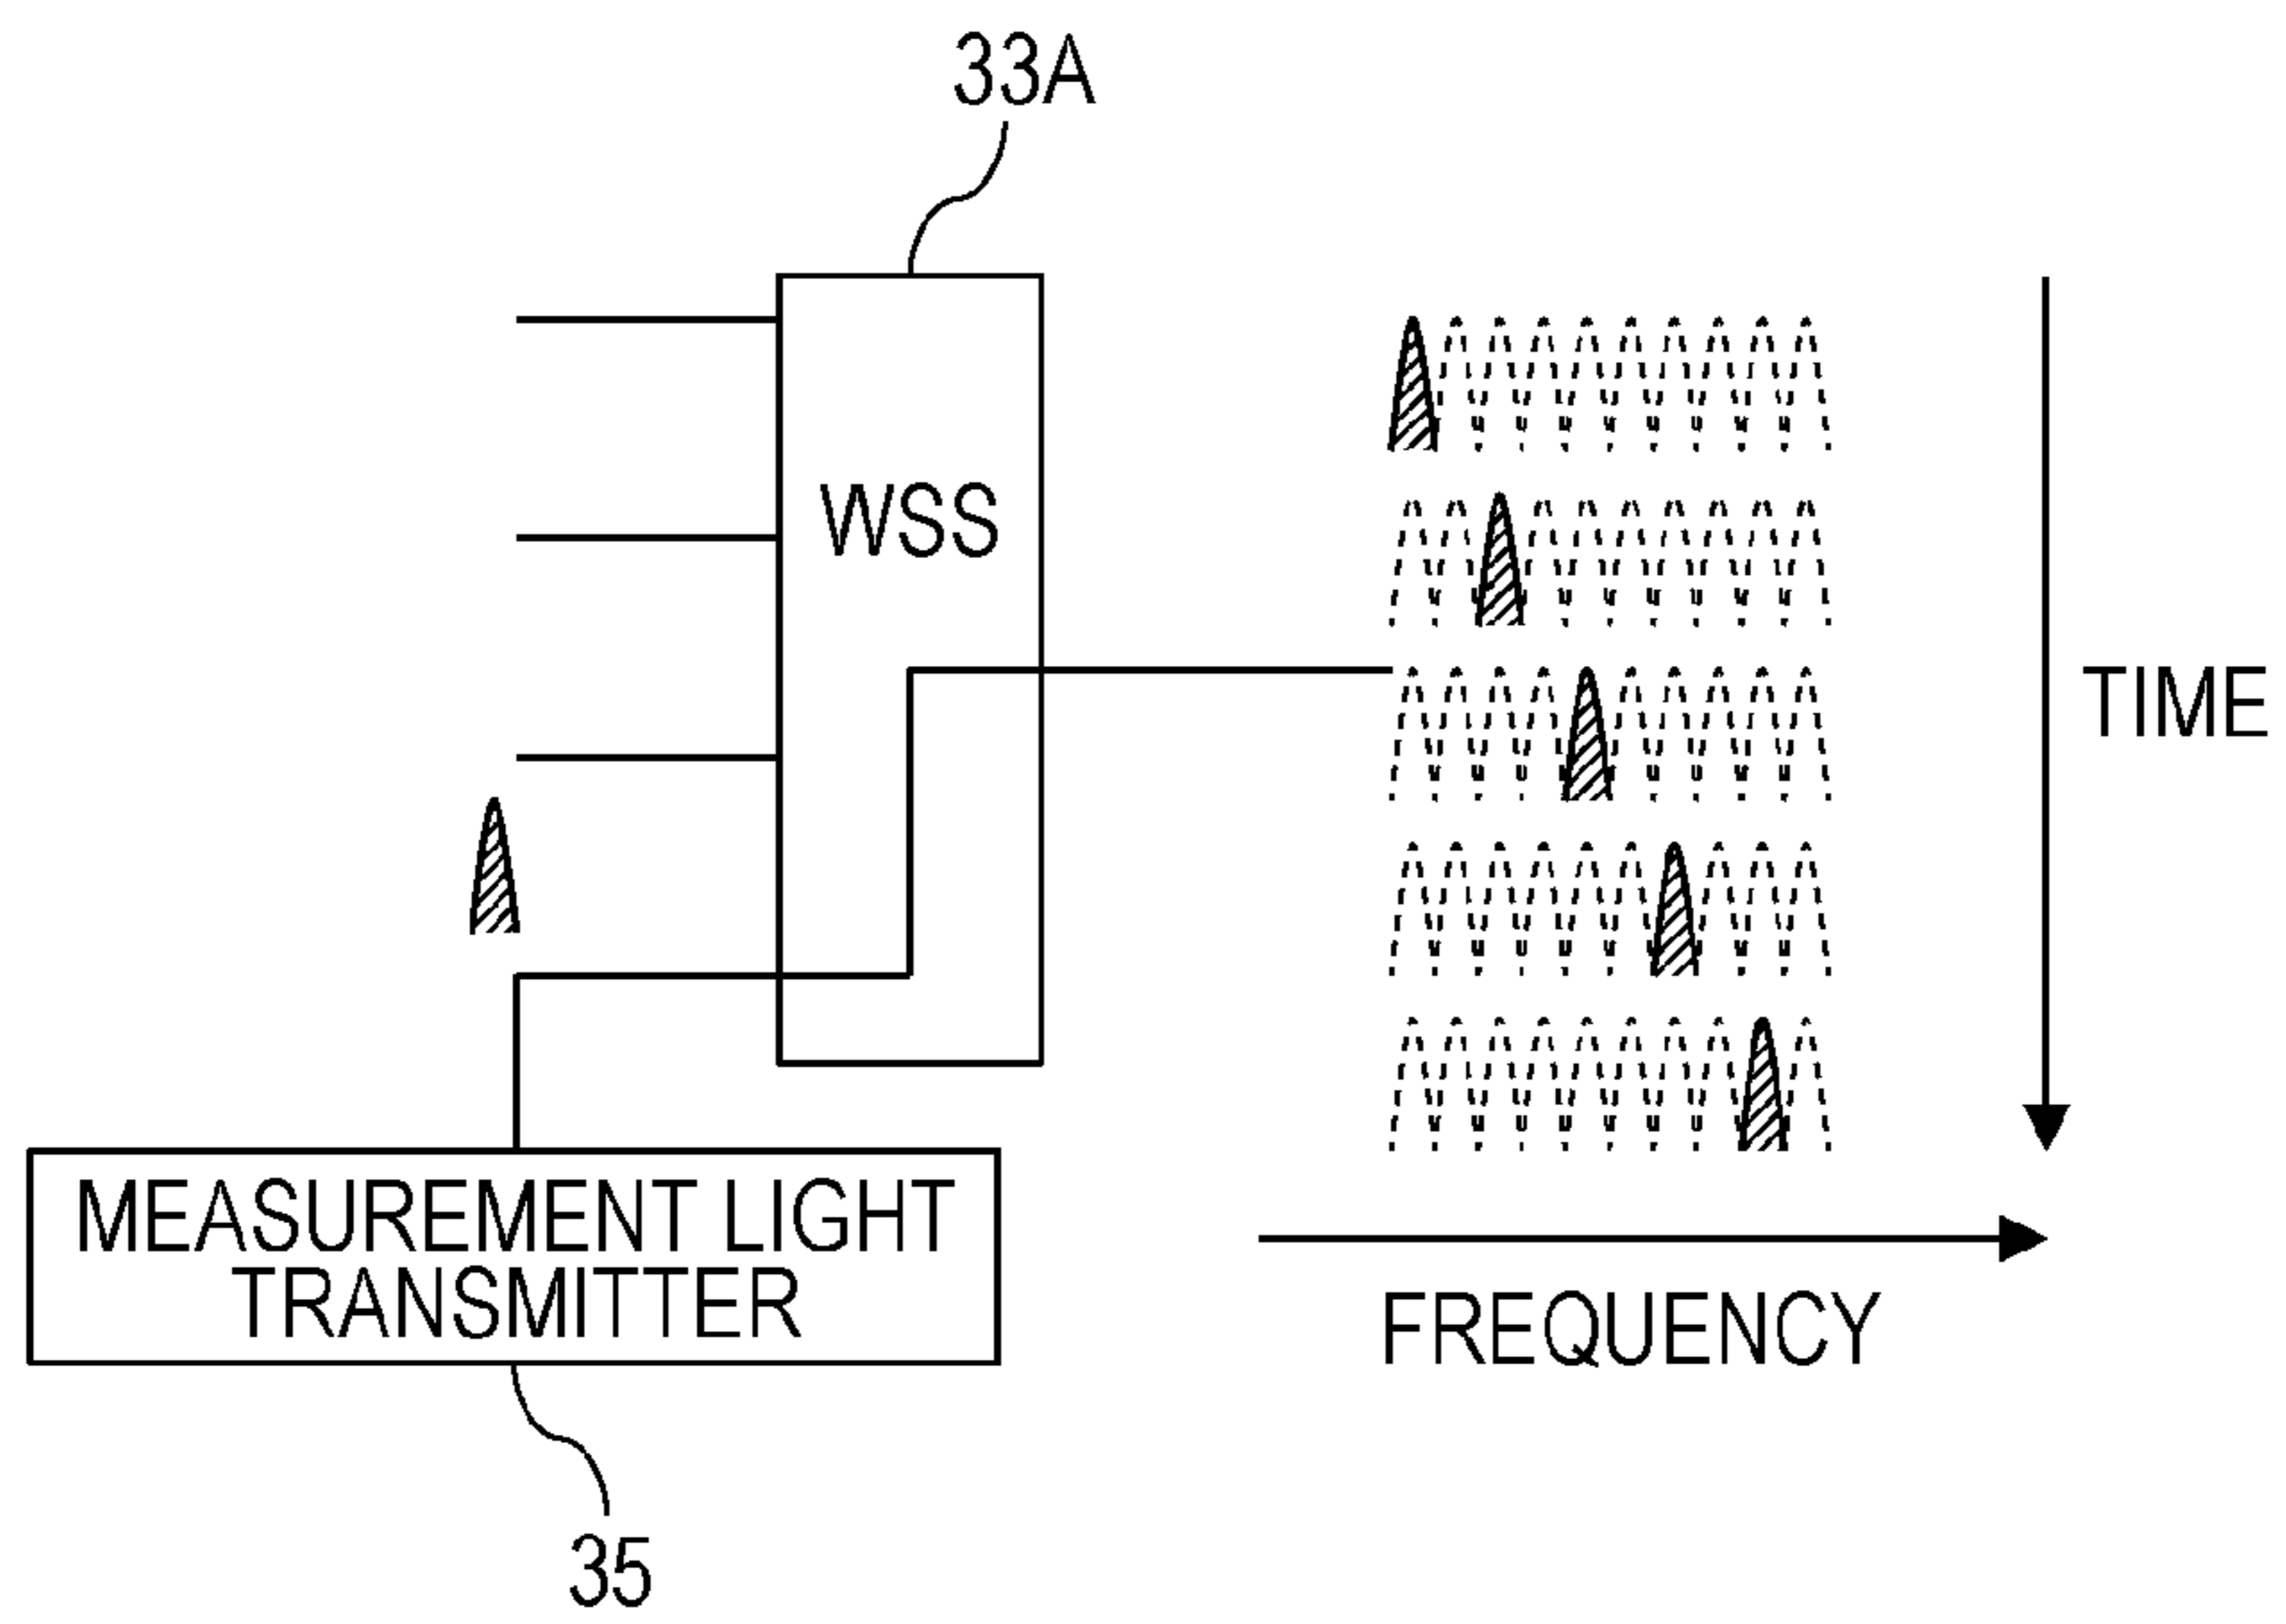 33A
WSS
TIME
MEASUREMENT LIGHT
TRANSMITTER
FREQUENCY
35